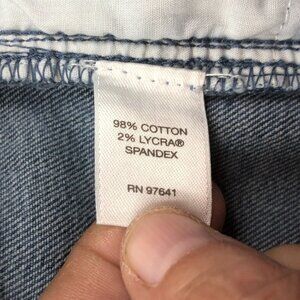 98% COTTON
2% LYCRA®
SPANDEX
RN 97641